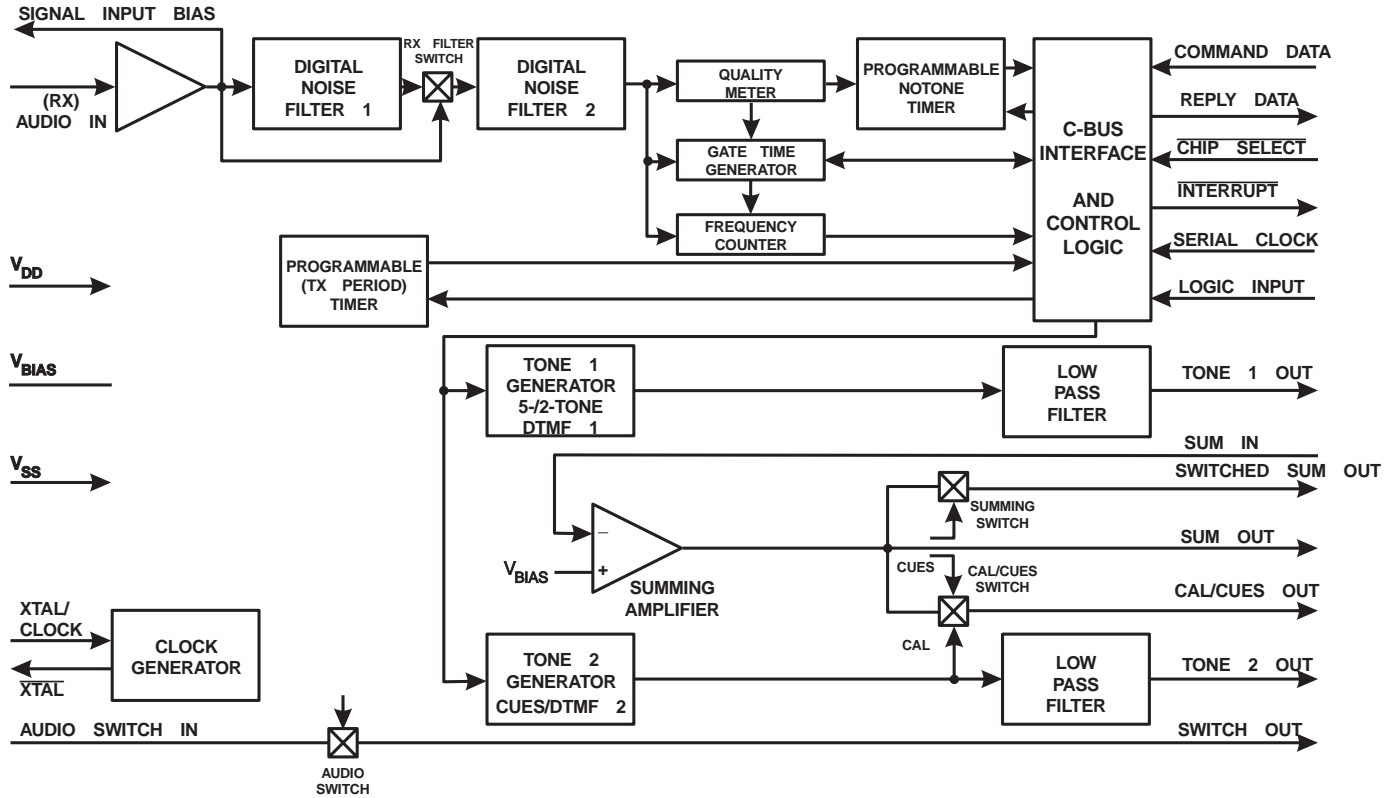 SIGNAL INPUT BIAS
(RX)
AUDIO IN
DIGITAL
NOISE
FILTER 1
RX FILTER
SWITCH
DIGITAL
NOISE
FILTER 2
QUALITY
METER
PROGRAMMABLE
NOTONE
TIMER
GATE TIME
GENERATOR
FREQUENCY
COUNTER
C-BUS
INTERFACE
AND
CONTROL
LOGIC
COMMAND DATA
REPLY DATA
CHIP SELECT
INTERRUPT
SERIAL CLOCK
LOGIC INPUT
PROGRAMMABLE
(TX PERIOD)
TIMER
VDD
VBIAS
VSS
TONE 1
GENERATOR
5-/2-TONE
DTMF 1
LOW
PASS
FILTER
TONE 1 OUT
SUM IN
SWITCHED SUM OUT
SUMMING
SWITCH
−
+
VBIAS
SUMMING
AMPLIFIER
SUM OUT
CUES
CAL/CUES
SWITCH
CAL/CUES OUT
CAL
XTAL/
CLOCK
XTAL
CLOCK
GENERATOR
TONE 2
GENERATOR
CUES/DTMF 2
LOW
PASS
FILTER
TONE 2 OUT
AUDIO SWITCH IN
AUDIO
SWITCH
SWITCH OUT